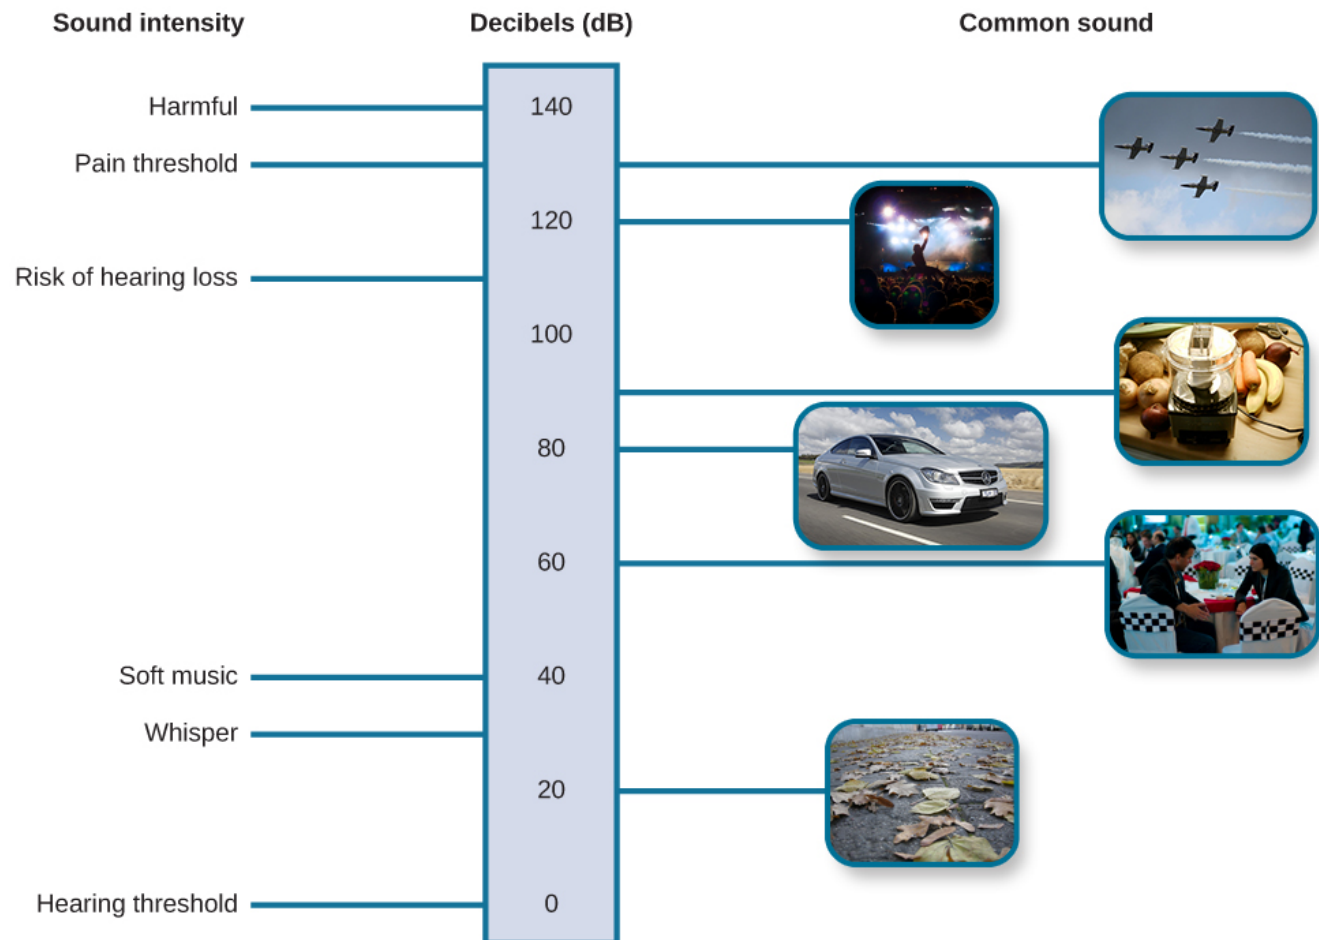 Sound intensity
Decibels (dB)
Common sound
Harmful
140
Pain threshold
120
Risk of hearing loss
100
80
60
Soft music
40
Whisper
20
Hearing threshold
0